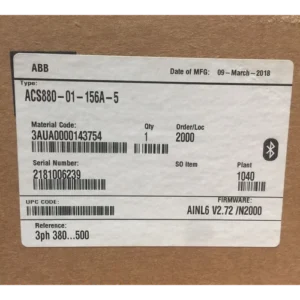 ABB
Date of MFG: 09-March-2018
Type:
ACS880-01-156A-5
Material Code: Qty Order/Loc
3AUA0000143754 1 2000
Serial Number: SO Item Plant
2181006239 1040
UPC CODE: FIRMWARE:
AINL6 V2.72 /N2000
Reference:
3ph 380...500